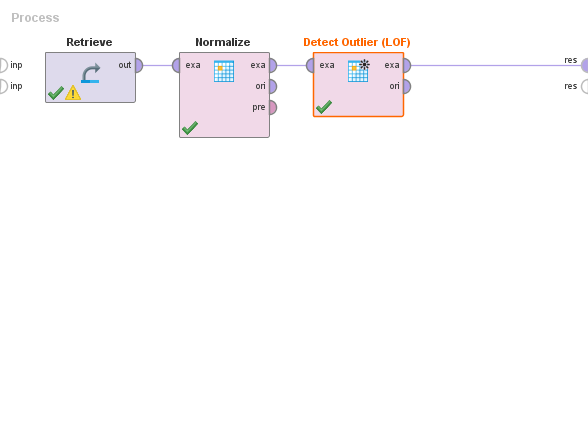 Process
Retrieve Normalize Detect Outlier (LOF)
inp out exa exa exa exa res
inp ori ori res
pre